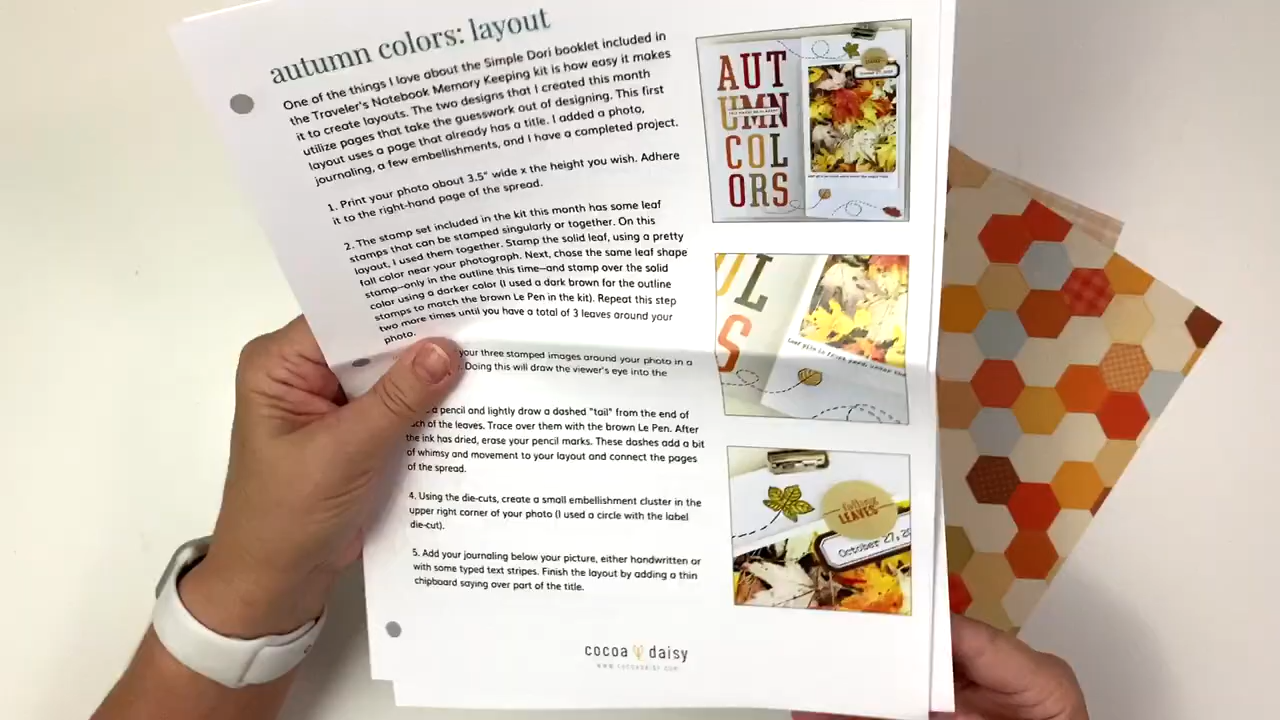 autumn colors: layout
One of the things I love about the Simple Dori booklet included in
the Traveler's Notebook Memory Keeping kit is how easy it makes
it to create layouts. The two designs that I created this month
utilize pages that take the guesswork out of designing. This first
layout uses a page that already has a title. I added a photo,
journaling, a few embellishments, and I have a completed project.
1. Print your photo about 3.5" wide x the height you wish. Adhere
it to the right-hand page of the spread.
2. The stamp set included in the kit this month has some leaf
stamps that can be stamped singularly or together. On this
layout, I used them together. Stamp the solid leaf, using a pretty
fall color near your photograph. Next, chose the same leaf shape
stamp—only in the outline this time—and stamp over the solid
color using a darker color (I used a dark brown for the outline
stamps to match the brown Le Pen in the kit). Repeat this step
two more times until you have a total of 3 leaves around your
photo.
your three stamped images around your photo in a
Doing this will draw the viewer's eye into the
a pencil and lightly draw a dashed "tail" from the end of
of the leaves. Trace over them with the brown Le Pen. After
the ink has dried, erase your pencil marks. These dashes add a bit
of whimsy and movement to your layout and connect the pages
of the spread.
4. Using the die-cuts, create a small embellishment cluster in the
upper right corner of your photo (I used a circle with the label
die-cut).
5. Add your journaling below your picture, either handwritten or
with some typed text stripes. Finish the layout by adding a thin
chipboard saying over part of the title.
cocoa daisy
www.cocoadaisy.com
AUT
UMN
COL
ORS
OL
S
falling
LEAVES
October 27, 20